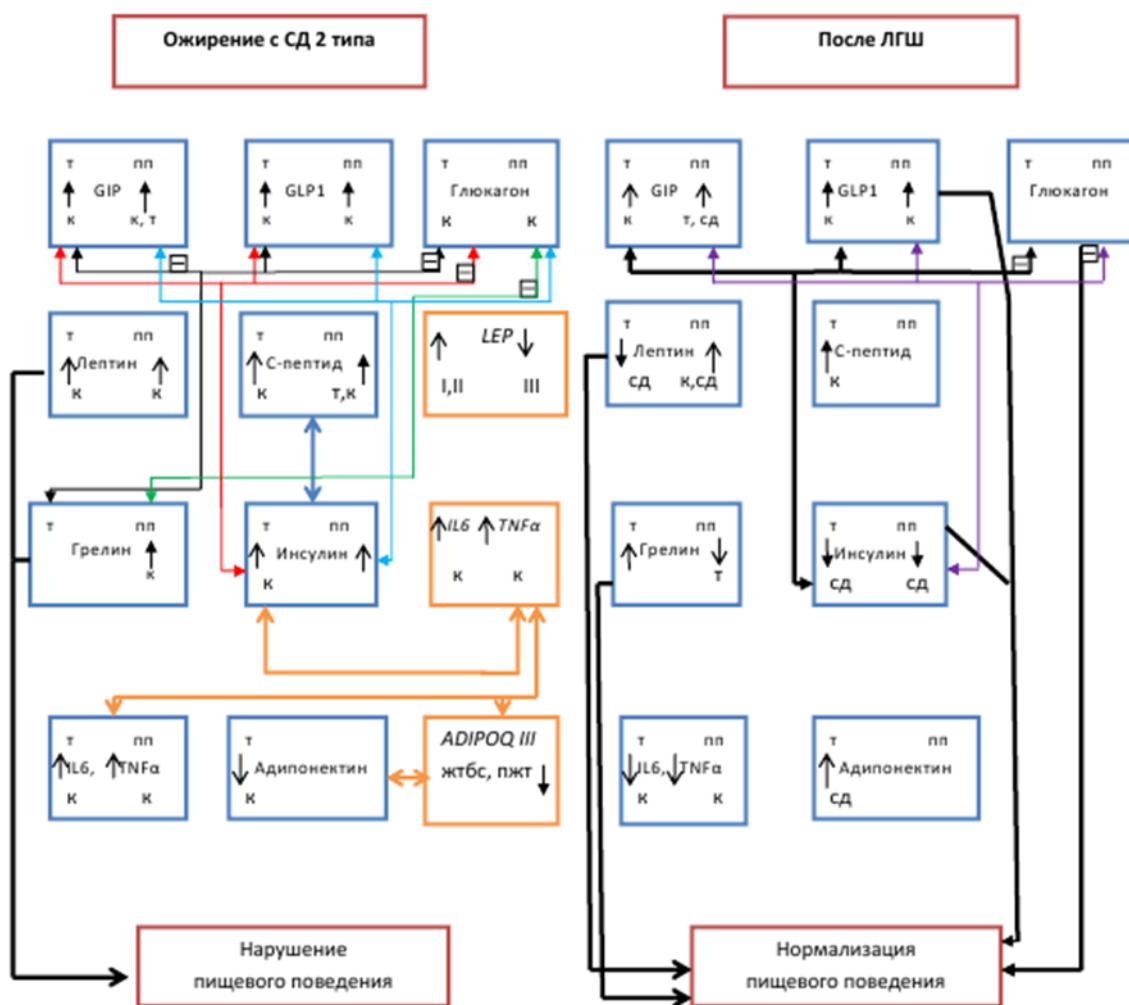 Ожирение с СД 2 типа
После ЛГШ
т пп
GIP
к к, т
т пп
GLP1
к к
т пп
Глюкагон
к к
т пп
GIP
к т, сд
т пп
GLP1
к к
т пп
Глюкагон
т пп
Лептин
к к
т пп
С-пептид
к т,к
LEP
I,II III
т пп
Лептин
сд к,сд
т пп
С-пептид
к
т пп
Грелин
к
т пп
Инсулин
к
IL6 TNFα
к к
т пп
Грелин
т
т пп
Инсулин
сд сд
т пп
IL6, TNFα
к к
т пп
Адипонектин
к
ADIPOQ III
жтбс, пжт
т пп
IL6, TNFα
к к
т пп
Адипонектин
сд
Нарушение
пищевого поведения
Нормализация
пищевого поведения